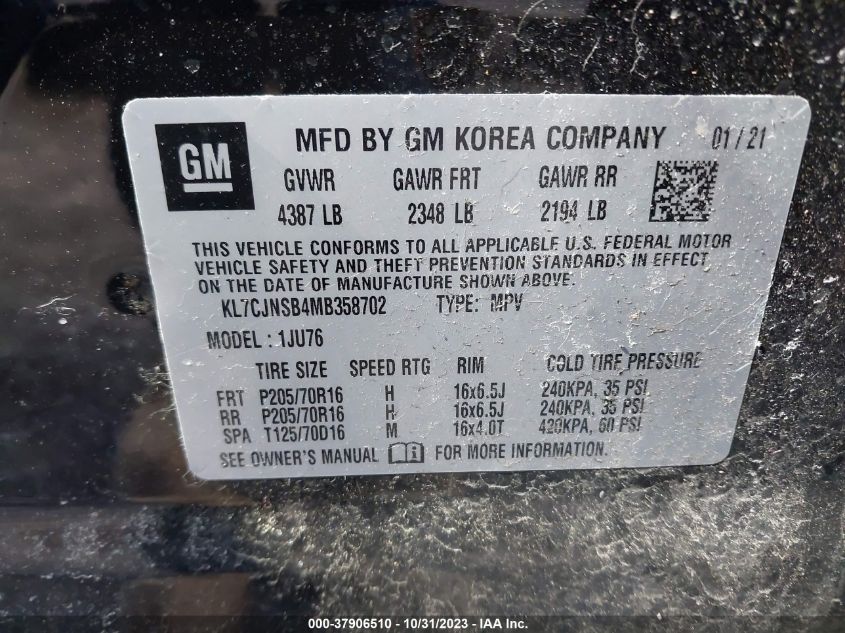 GM
MFD BY GM KOREA COMPANY 01/21
GVWR GAWR FRT GAWR RR
4387 LB 2348 LB 2194 LB
THIS VEHICLE CONFORMS TO ALL APPLICABLE U.S. FEDERAL MOTOR
VEHICLE SAFETY AND THEFT PREVENTION STANDARDS IN EFFECT
ON THE DATE OF MANUFACTURE SHOWN ABOVE.
KL7CJNSB4MB358702 TYPE: MPV
MODEL : 1JU76
TIRE SIZE SPEED RTG RIM COLD TIRE PRESSURE
FRT P205/70R16 H 16x6.5J 240KPA, 35 PSI
RR P205/70R16 H 16x6.5J 240KPA, 35 PSI
SPA T125/70D16 M 16x4.0T 420KPA, 60 PSI
SEE OWNER'S MANUAL FOR MORE INFORMATION.
000-37906510 - 10/31/2023 - IAAI.com